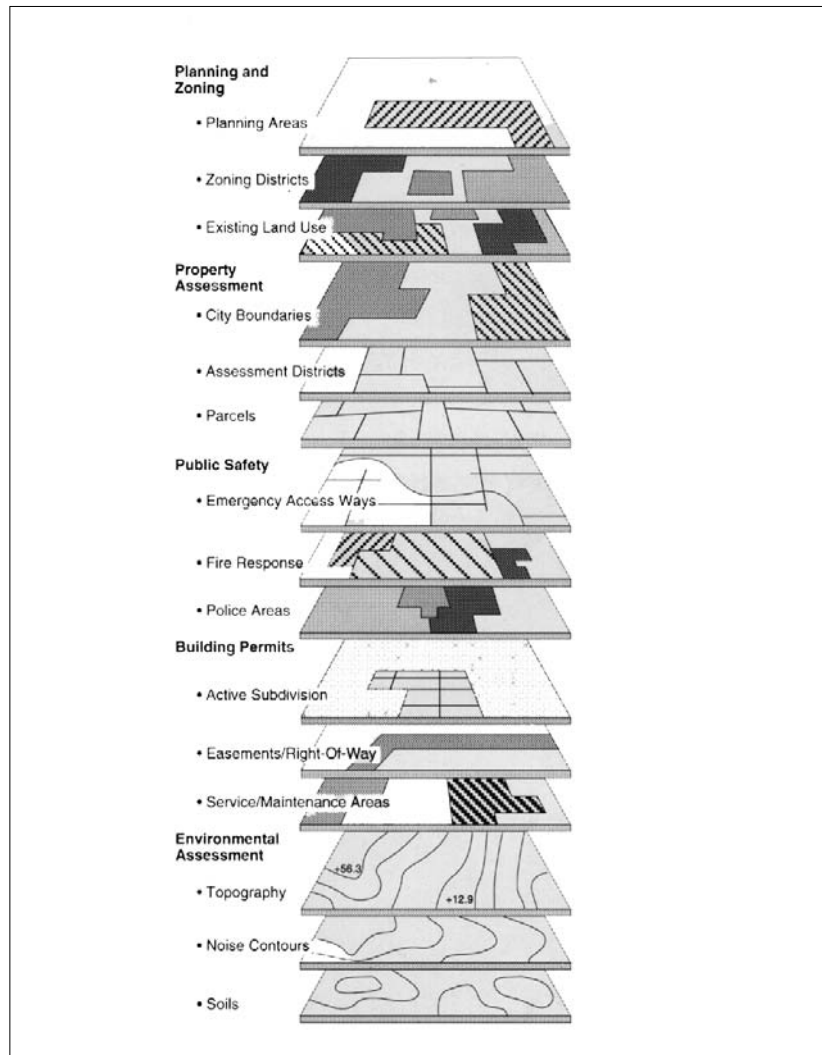 Planning and
Zoning
• Planning Areas
• Zoning Districts
• Existing Land Use
Property
Assessment
• City Boundaries
• Assessment Districts
• Parcels
Public Safety
• Emergency Access Ways
• Fire Response
• Police Areas
Building Permits
• Active Subdivision
• Easements/Right-Of-Way
• Service/Maintenance Areas
Environmental
Assessment
+56.3
• Topography
+12.9
• Noise Contours
• Soils